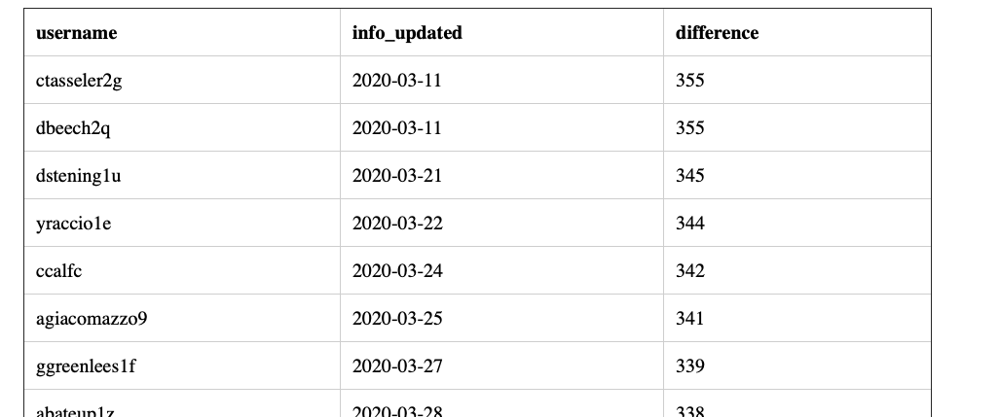 username info_updated difference
ctasseler2g 2020-03-11 355
dbeech2q 2020-03-11 355
dstening1u 2020-03-21 345
yraccio1e 2020-03-22 344
ccalfc 2020-03-24 342
agiacomazzo9 2020-03-25 341
ggreenlees1f 2020-03-27 339
abateup1z 2020-03-28 338